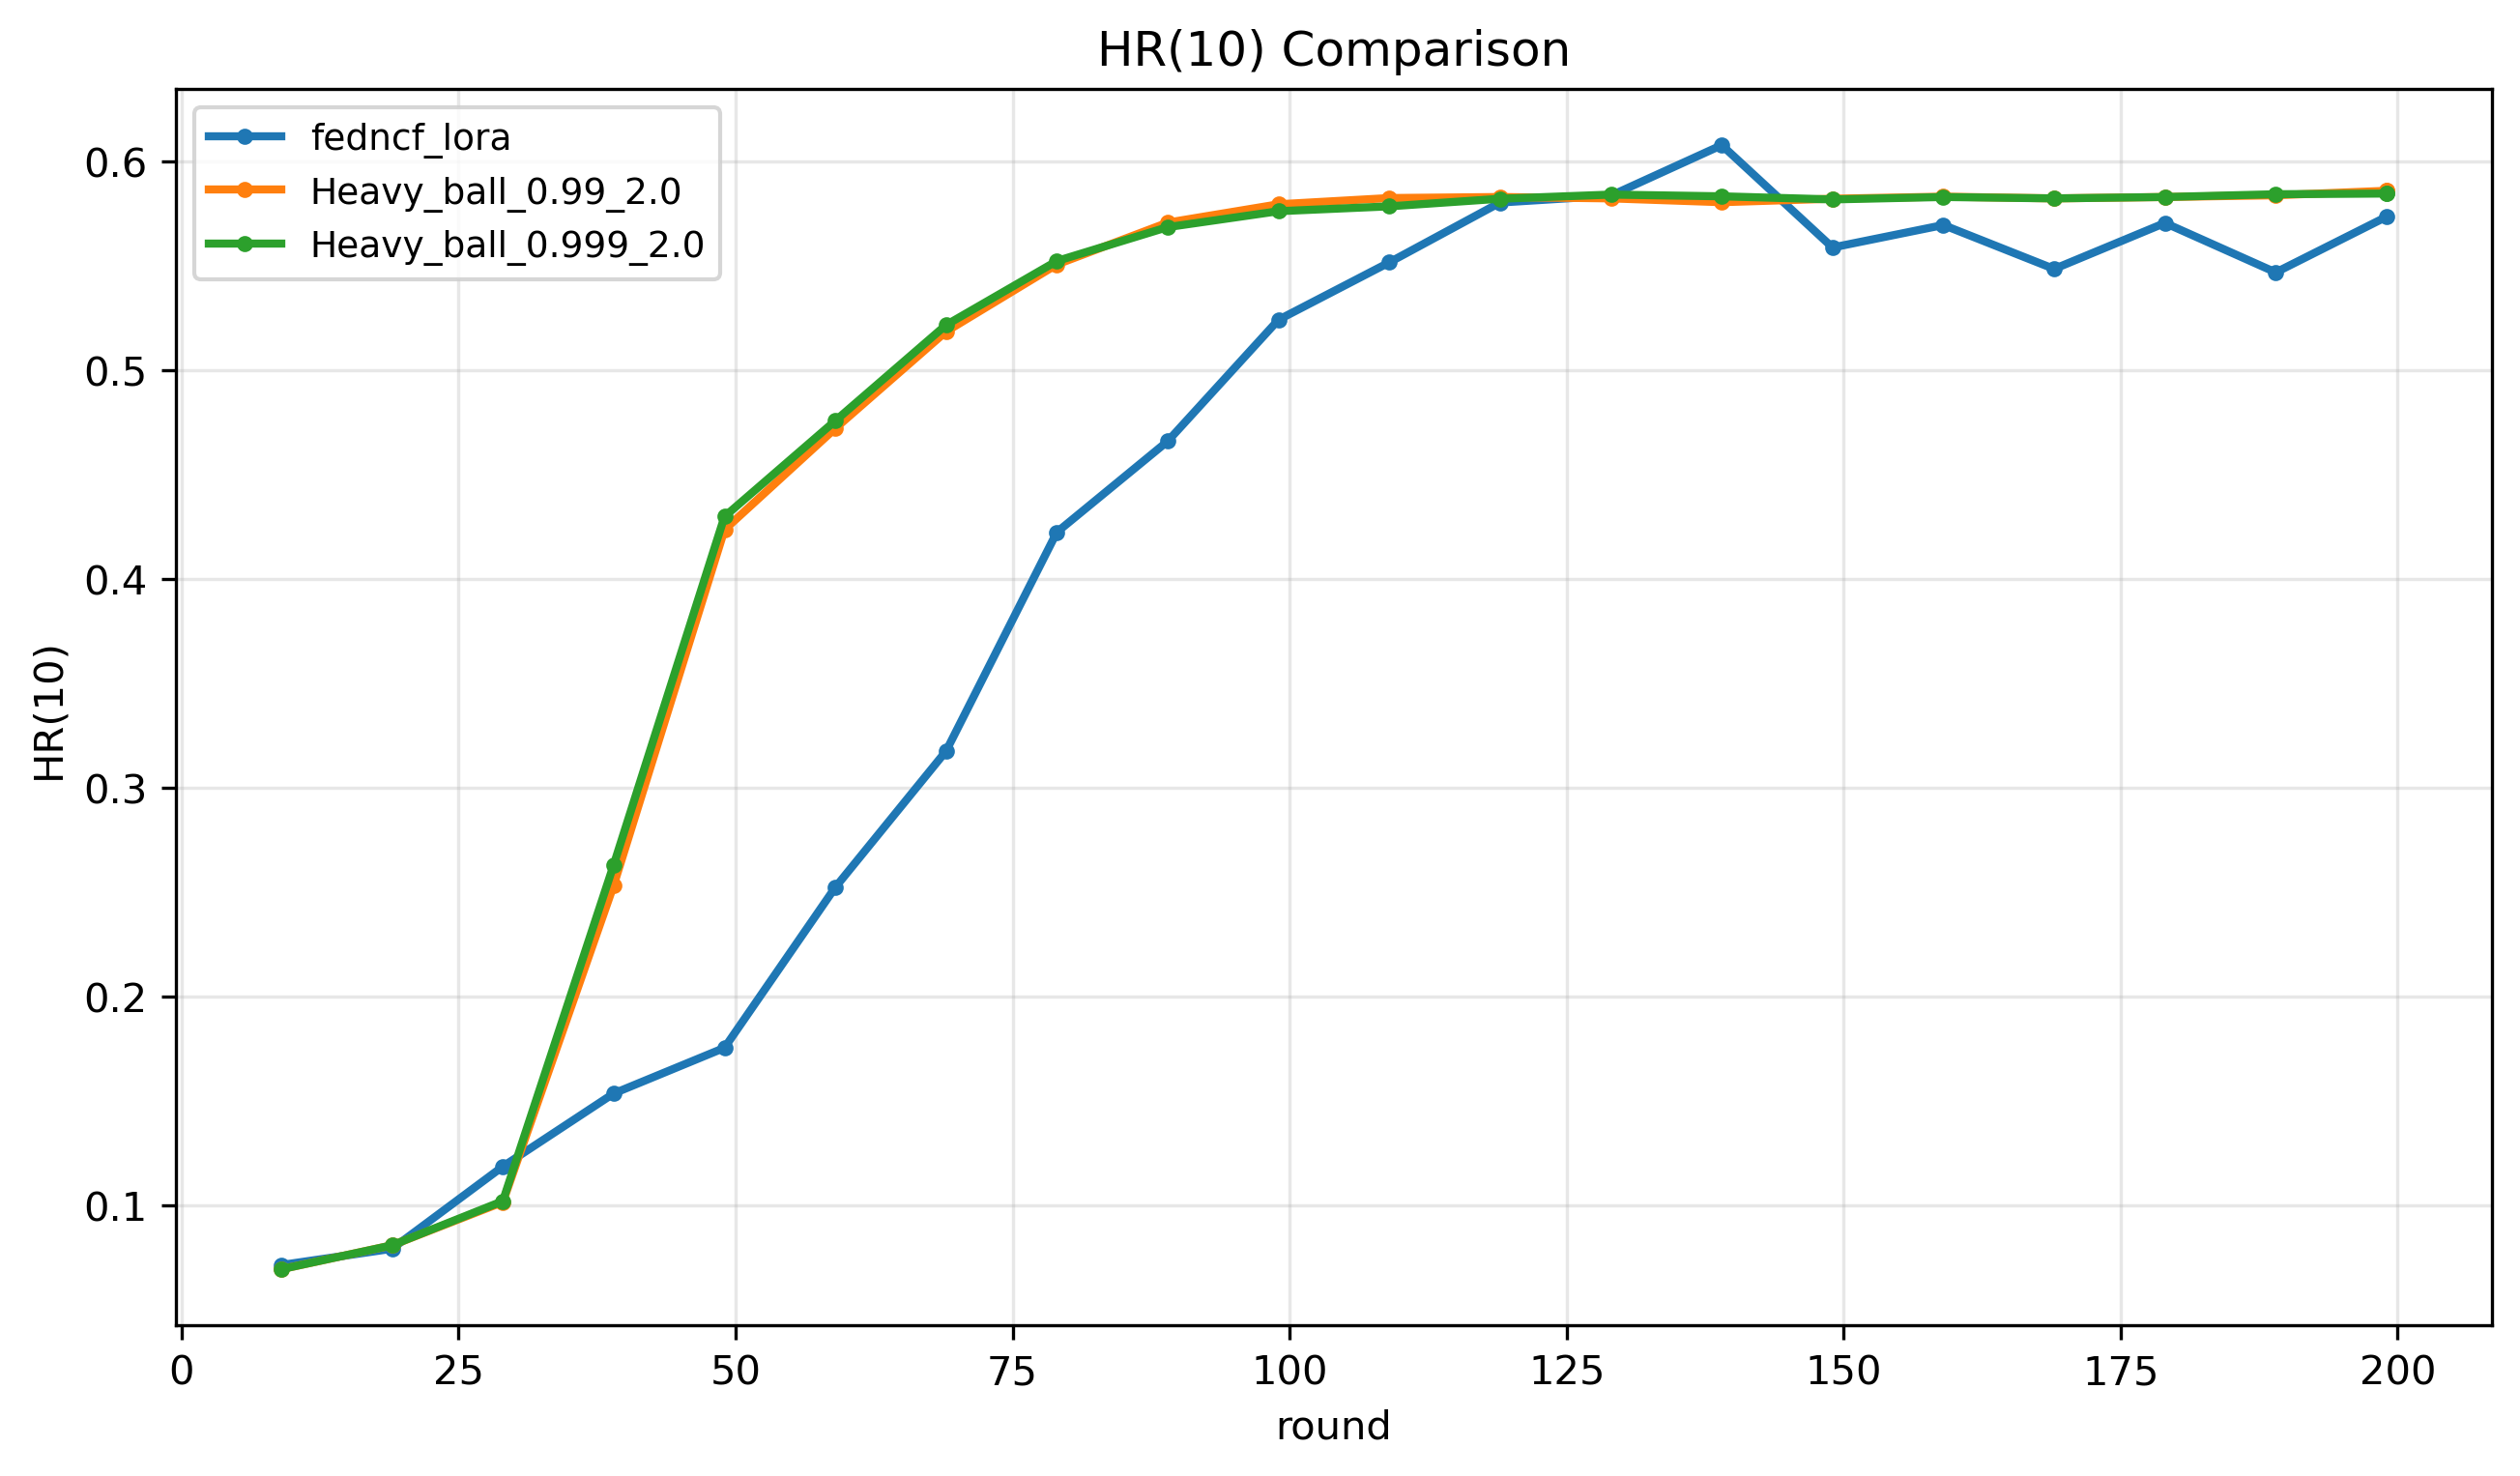 HR(10) Comparison
fedncf_lora
Heavy_ball_0.99_2.0
Heavy_ball_0.999_2.0
0.6
0.5
0.4
0.3
0.2
0.1
HR(10)
0 25 50 75 100 125 150 175 200
round